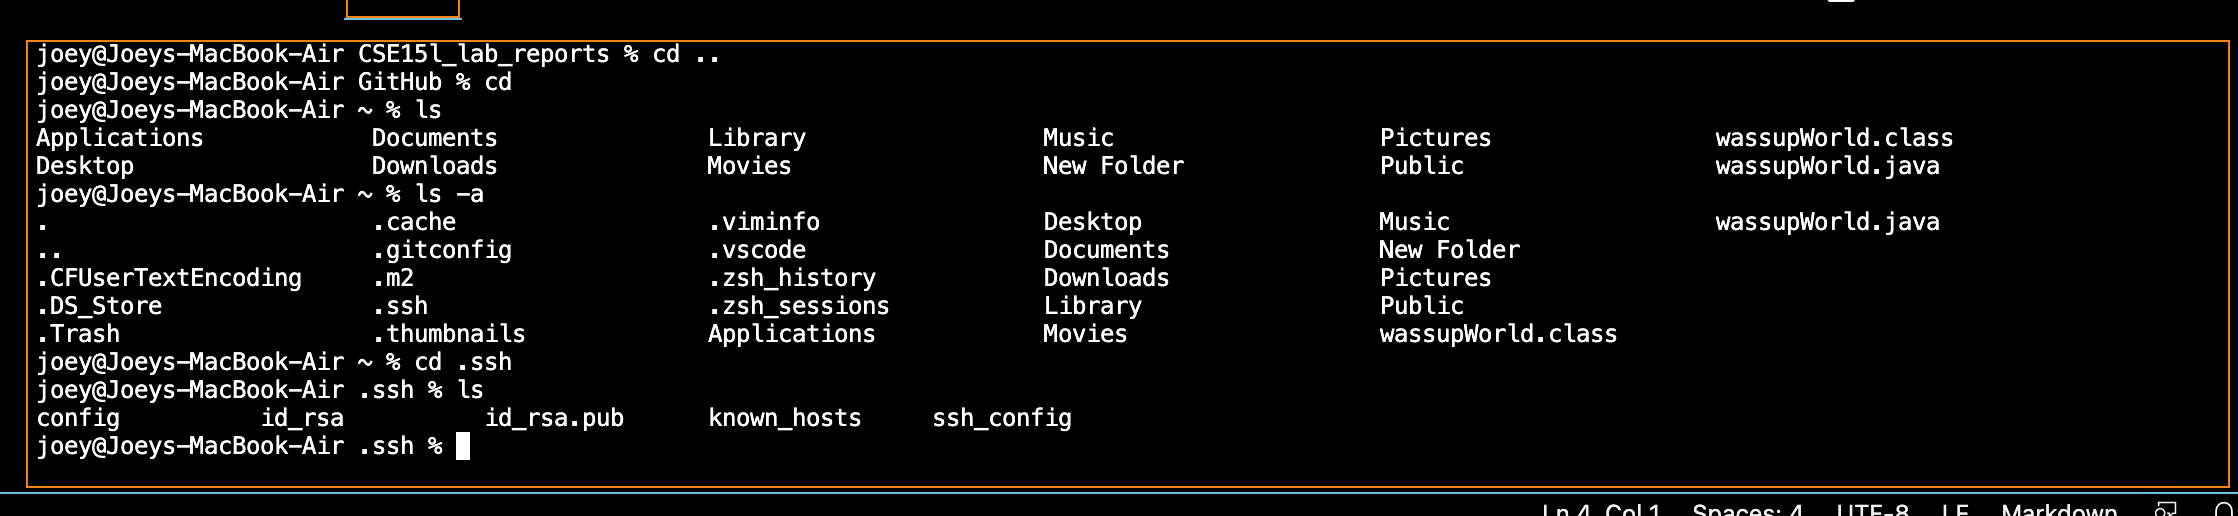 joey@Joeys-MacBook-Air CSE15l_lab_reports % cd ..
joey@Joeys-MacBook-Air GitHub % cd
joey@Joeys-MacBook-Air ~ % ls
Applications Documents Library Music Pictures wassupWorld.class
Desktop Downloads Movies New Folder Public wassupWorld.java
joey@Joeys-MacBook-Air ~ % ls -a
. .cache .viminfo Desktop Music wassupWorld.java
.. .gitconfig .vscode Documents New Folder
.CFUserTextEncoding .m2 .zsh_history Downloads Pictures
.DS_Store .ssh .zsh_sessions Library Public
.Trash .thumbnails Applications Movies wassupWorld.class
joey@Joeys-MacBook-Air ~ % cd .ssh
joey@Joeys-MacBook-Air .ssh % ls
config id_rsa id_rsa.pub known_hosts ssh_config
joey@Joeys-MacBook-Air .ssh %
Ln 4, Col 1 Spaces: 4 UTF-8 LF Markdown